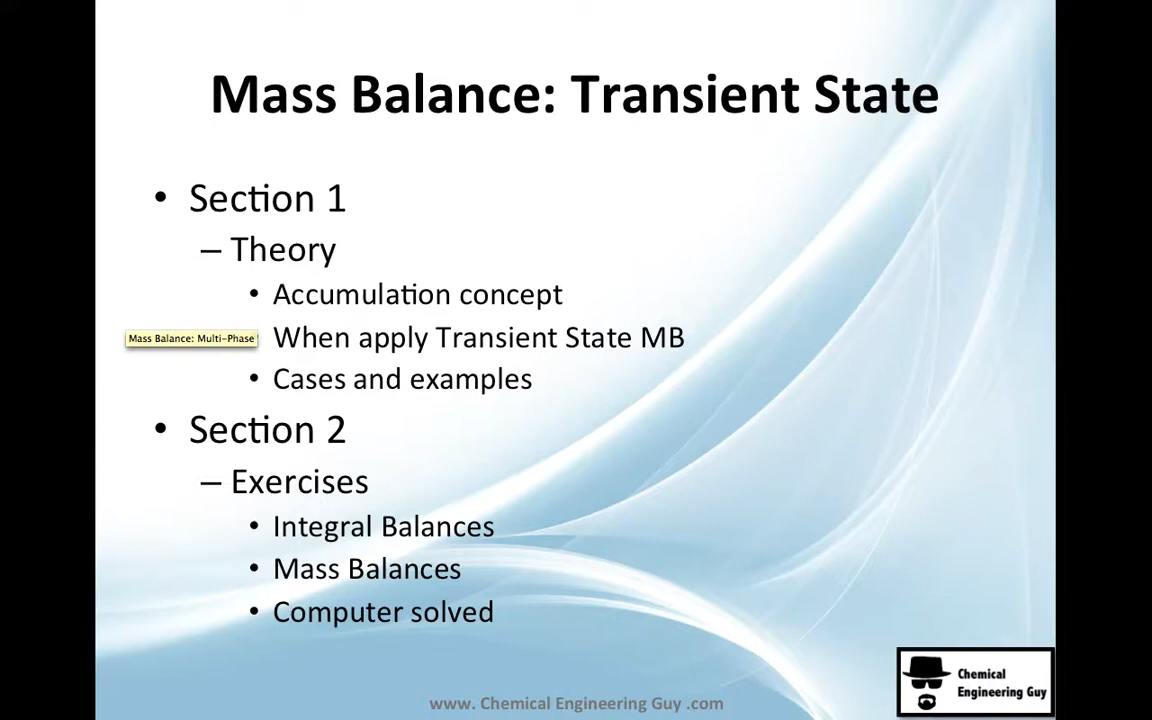 Mass Balance: Transient State
• Section 1
– Theory
• Accumulation concept
Mass Balance: Multi-Phase
When apply Transient State MB
• Cases and examples
• Section 2
– Exercises
• Integral Balances
• Mass Balances
• Computer solved
www. Chemical Engineering Guy .com
Chemical
Engineering Guy